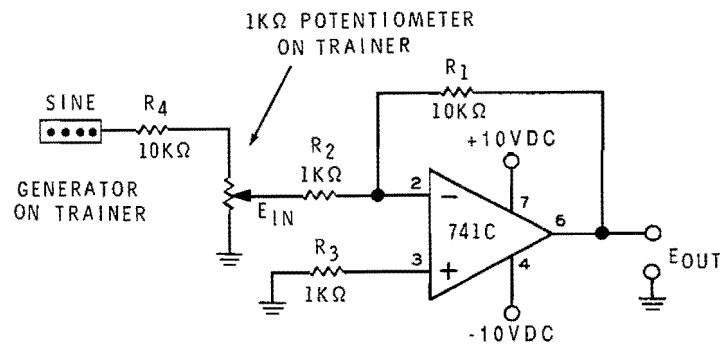 1KΩ POTENTIOMETER
ON TRAINER
SINE
R4
10KΩ
GENERATOR
ON TRAINER
EIN
R2
1KΩ
R1
10KΩ
+10VDC
2
-
7
741C
6
3
+
4
R3
1KΩ
-10VDC
EOUT